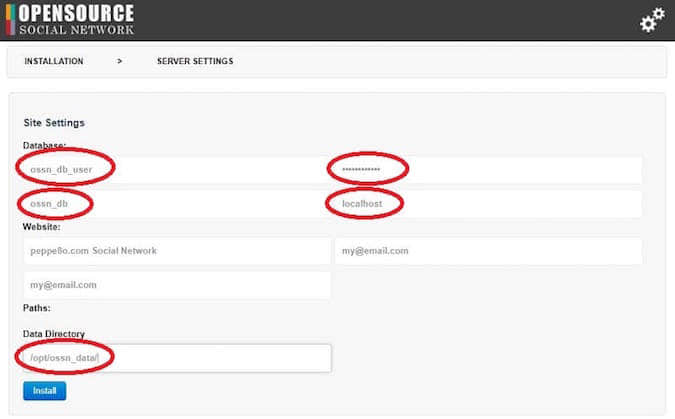 OPENSOURCE
SOCIAL NETWORK
INSTALLATION > SERVER SETTINGS
Site Settings
Database:
ossn_db_user ************
ossn_db localhost
Website:
peppe8o.com Social Network my@email.com
my@email.com
Paths:
Data Directory
/opt/ossn_data/
Install